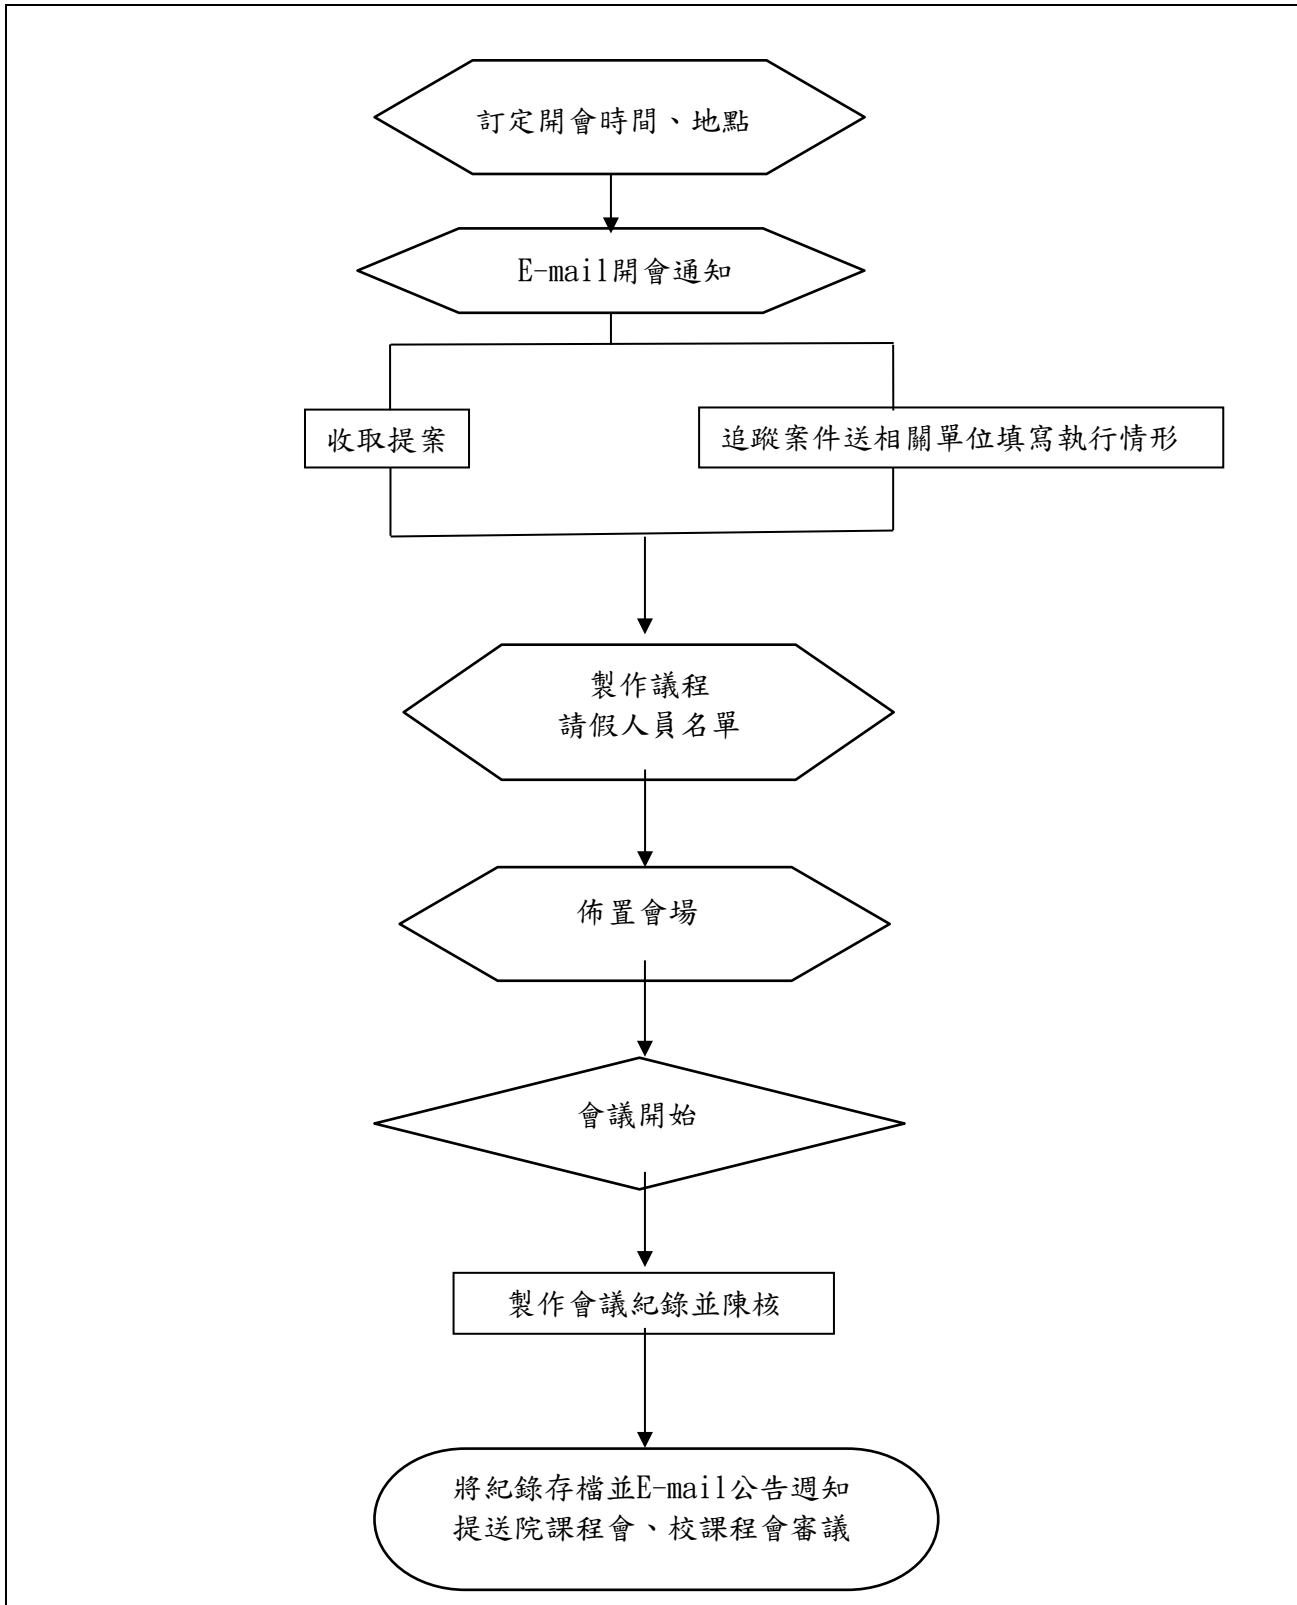 訂定開會時間、地點
E-mail開會通知
收取提案
追蹤案件送相關單位填寫執行情形
製作議程
請假人員名單
佈置會場
會議開始
製作會議紀錄並陳核
將紀錄存檔並E-mail公告週知
提送院課程會、校課程會審議